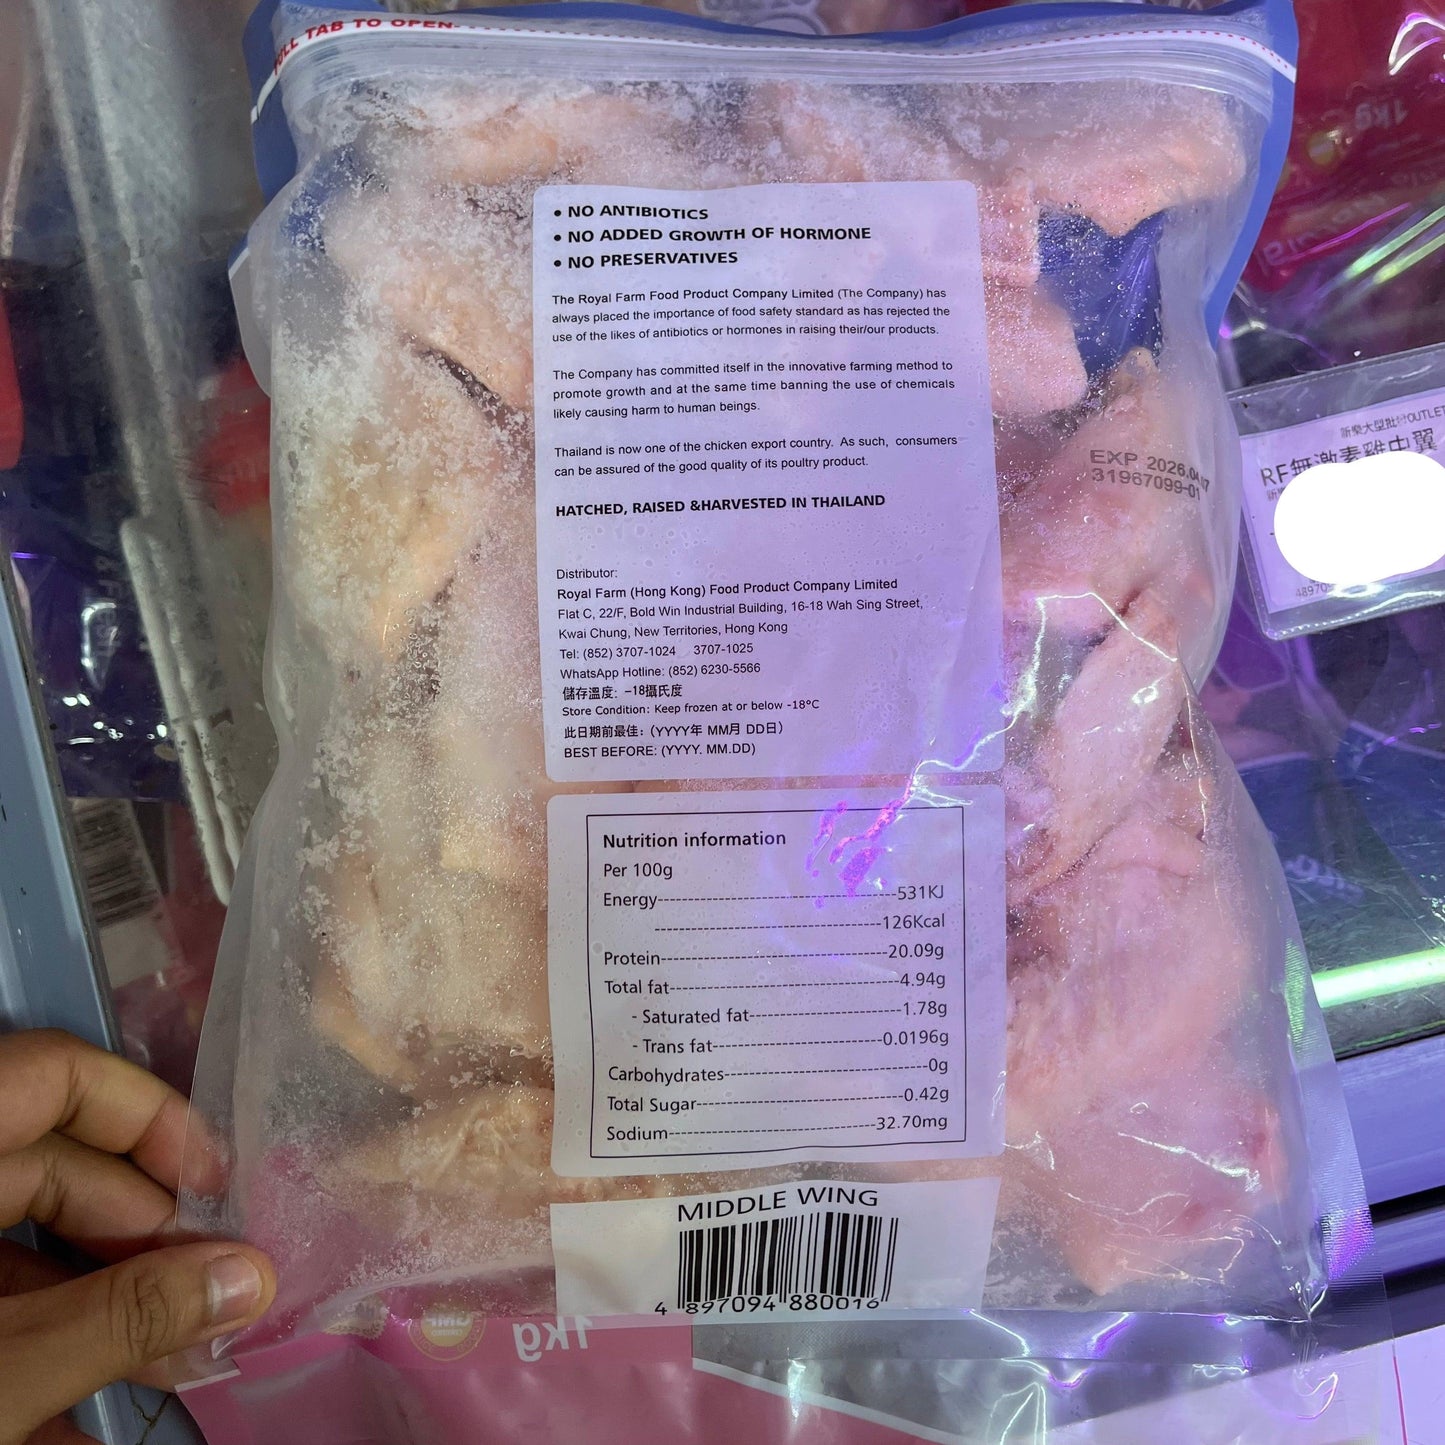 PULL TAB TO OPEN
• NO ANTIBIOTICS
• NO ADDED GROWTH OF HORMONE
• NO PRESERVATIVES
The Royal Farm Food Product Company Limited (The Company) has
always placed the importance of food safety standard as has rejected the
use of the likes of antibiotics or hormones in raising their/our products.
The Company has committed itself in the innovative farming method to
promote growth and at the same time banning the use of chemicals
likely causing harm to human beings.
Thailand is now one of the chicken export country. As such, consumers
can be assured of the good quality of its poultry product.
HATCHED, RAISED &HARVESTED IN THAILAND
Distributor:
Royal Farm (Hong Kong) Food Product Company Limited
Flat C, 22/F, Bold Win Industrial Building, 16-18 Wah Sing Street,
Kwai Chung, New Territories, Hong Kong
Tel: (852) 3707-1024 3707-1025
WhatsApp Hotline: (852) 6230-5566
儲存溫度: -18攝氏度
Store Condition: Keep frozen at or below -18°C
此日期前最佳: (YYYY年 MM月 DD日)
BEST BEFORE: (YYYY. MM.DD)
EXP 2026.04.07
31967099-01
Nutrition information
Per 100g
Energy 531KJ
126Kcal
Protein 20.09g
Total fat 4.94g
- Saturated fat 1.78g
- Trans fat 0.0196g
Carbohydrates 0g
Total Sugar 0.42g
Sodium 32.70mg
MIDDLE WING
4 897094 880016
1kg
1kg
OUTLET
RF無激素雞中翼